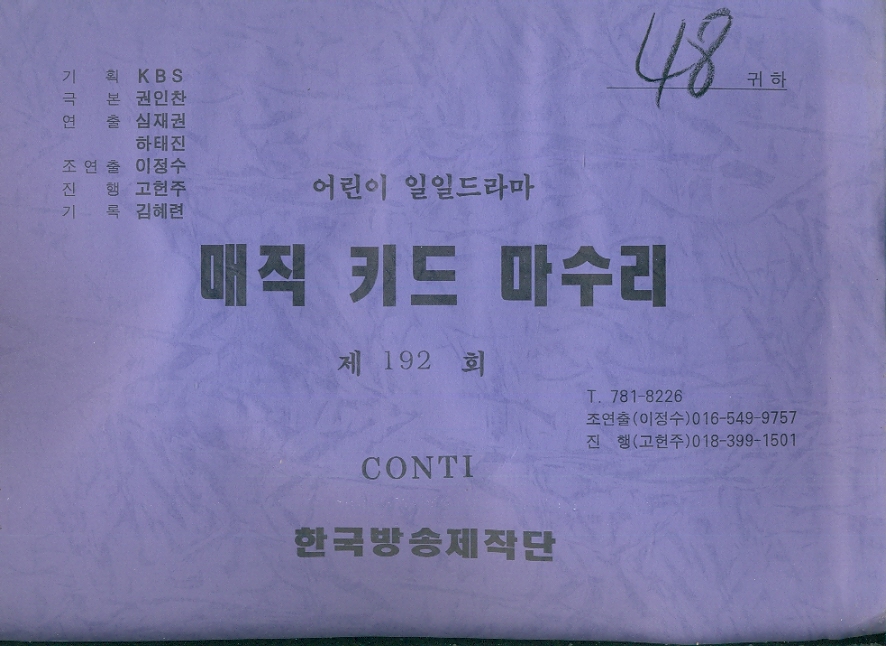 48 귀하
기 획 KBS
극 본 권인찬
연 출 심재권
하태진
조연출 이정수
진 행 고헌주
기 록 김혜련
어린이 일일드라마
매직 키드 마수리
제 192 회
T. 781-8226
조연출(이정수)016-549-9757
진 행(고헌주)018-399-1501
CONTI
한국방송제작단